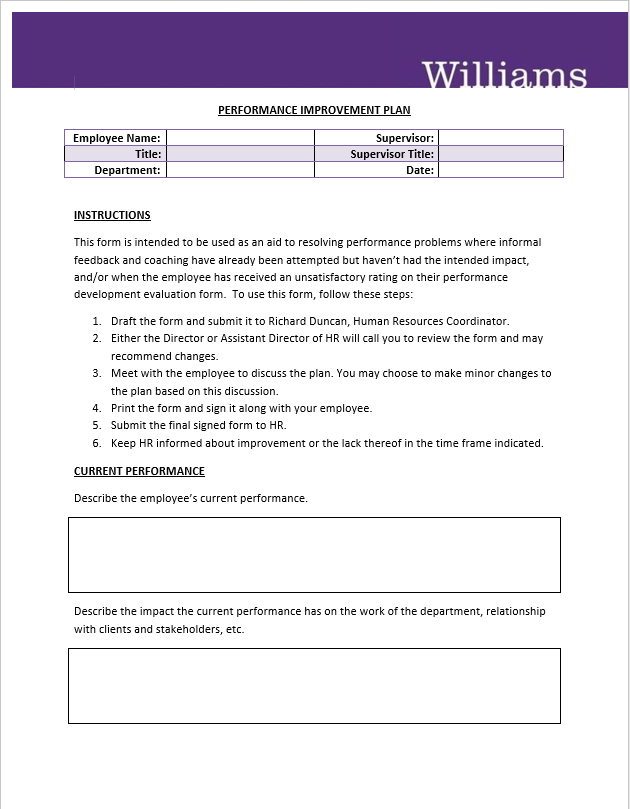 Williams
PERFORMANCE IMPROVEMENT PLAN
Employee Name: Supervisor:
Title: Supervisor Title:
Department: Date:
INSTRUCTIONS
This form is intended to be used as an aid to resolving performance problems where informal
feedback and coaching have already been attempted but haven’t had the intended impact,
and/or when the employee has received an unsatisfactory rating on their performance
development evaluation form.  To use this form, follow these steps:
1. Draft the form and submit it to Richard Duncan, Human Resources Coordinator.
2. Either the Director or Assistant Director of HR will call you to review the form and may
recommend changes.
3. Meet with the employee to discuss the plan. You may choose to make minor changes to
the plan based on this discussion.
4. Print the form and sign it along with your employee.
5. Submit the final signed form to HR.
6. Keep HR informed about improvement or the lack thereof in the time frame indicated.
CURRENT PERFORMANCE
Describe the employee’s current performance.
Describe the impact the current performance has on the work of the department, relationship
with clients and stakeholders, etc.